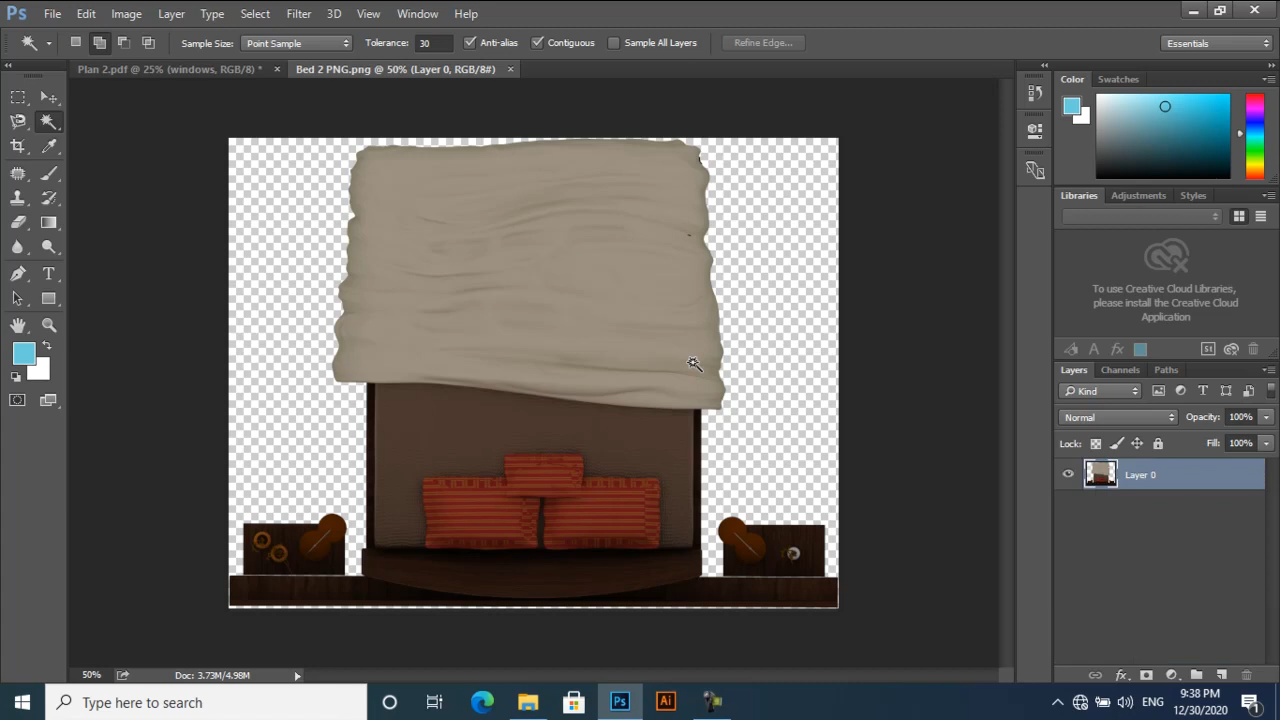 Ps File Edit Image Layer Type Select Filter 3D View Window Help
Sample Size: Point Sample Tolerance: 30 Anti-alias Contiguous Sample All Layers Refine Edge... Essentials
Plan 2.pdf @ 25% (windows, RGB/8) * × Bed 2 PNG.png @ 50% (Layer 0, RGB/8#) ×
Color Swatches
Libraries Adjustments Styles
To use Creative Cloud Libraries,
please install the Creative Cloud
Application
Layers Channels Paths
Kind
Normal Opacity: 100%
Lock: Fill: 100%
Layer 0
50% Doc: 3.73M/4.98M
Type here to search
Ps
Ai
ENG
9:38 PM
12/30/2020
1